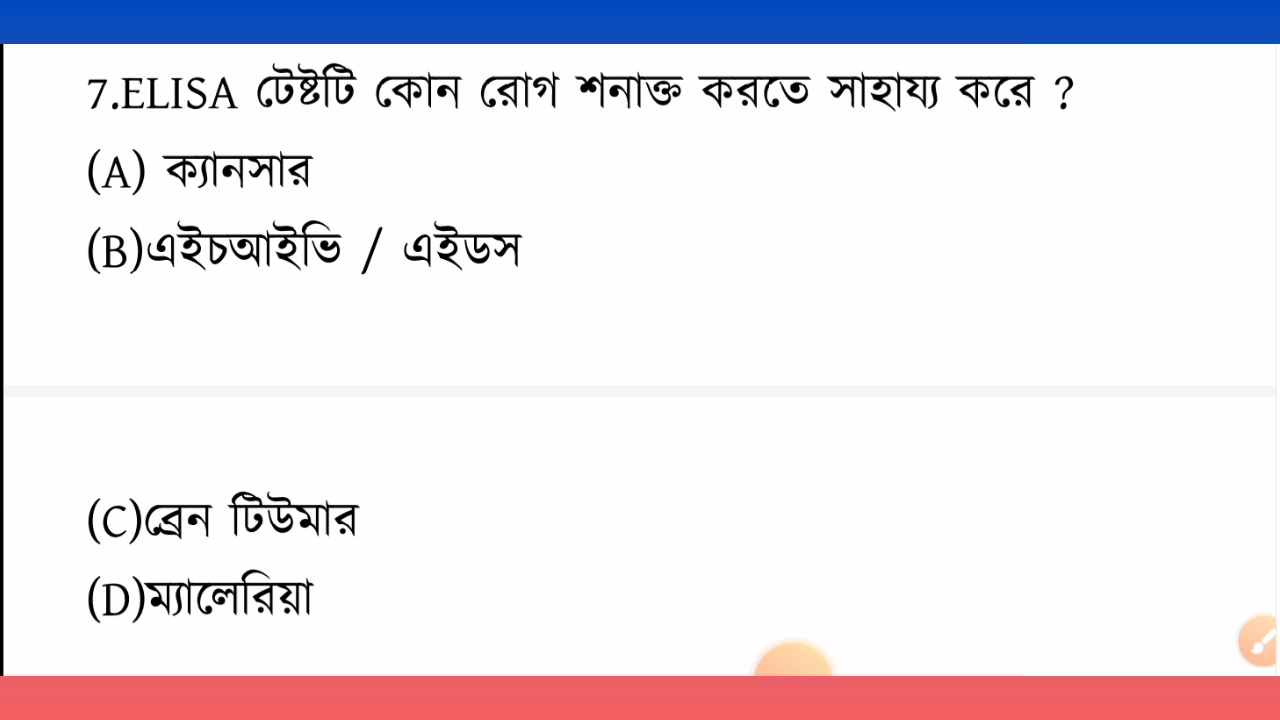 7.ELISA টেষ্টটি কোন রোগ শনাক্ত করতে সাহায্য করে ?
(A) ক্যানসার
(B)এইচআইভি / এইডস
(C)ব্রেন টিউমার
(D)ম্যালেরিয়া